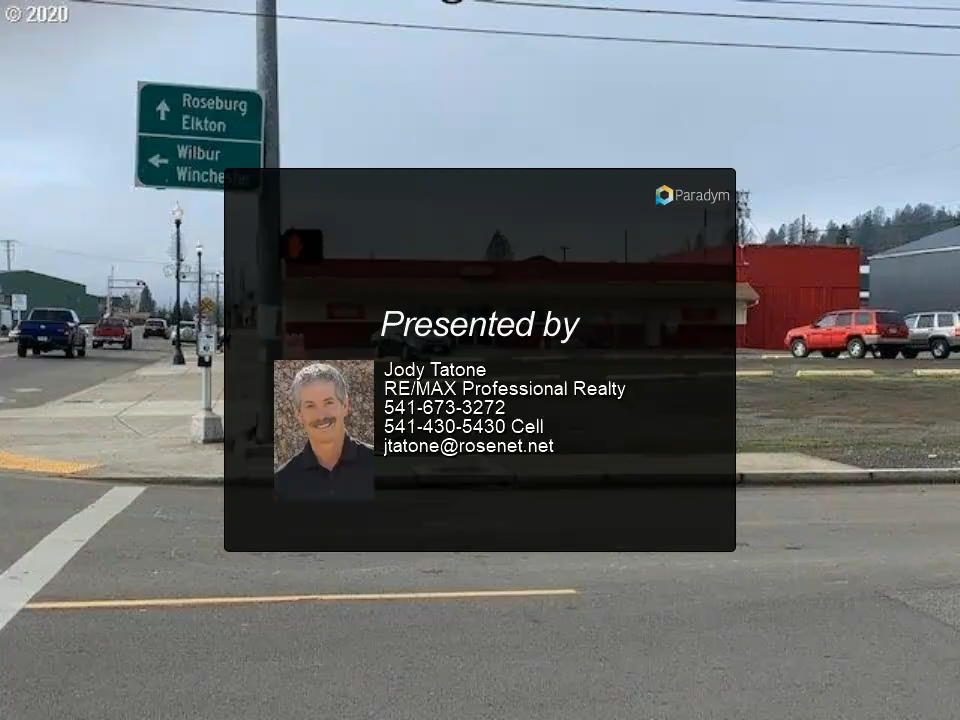 © 2020
Roseburg
Elkton
Wilbur
Winchester
Paradym
Presented by
Jody Tatone
RE/MAX Professional Realty
541-673-3272
541-430-5430 Cell
jtatone@rosenet.net